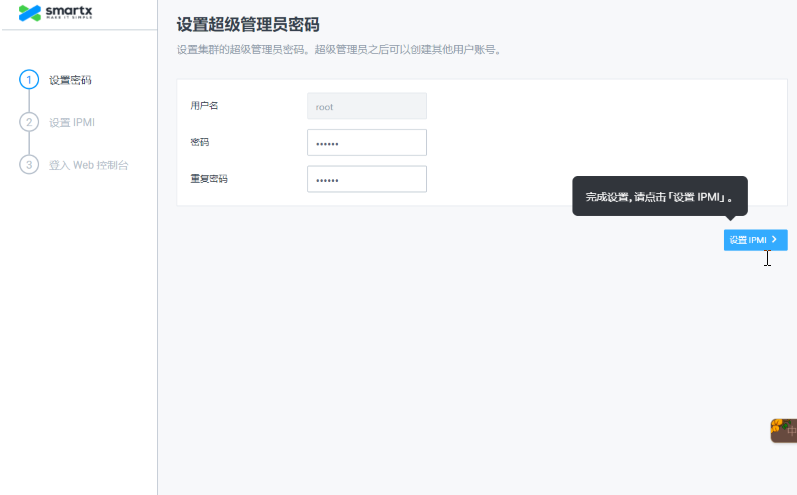 smartx
MAKE IT SIMPLE
1 设置密码
2 设置 IPMI
3 登入 Web 控制台
设置超级管理员密码
设置集群的超级管理员密码。超级管理员之后可以创建其他用户账号。
用户名 root
密码 ••••••
重复密码 ••••••
完成设置，请点击「设置 IPMI」。
设置 IPMI
中